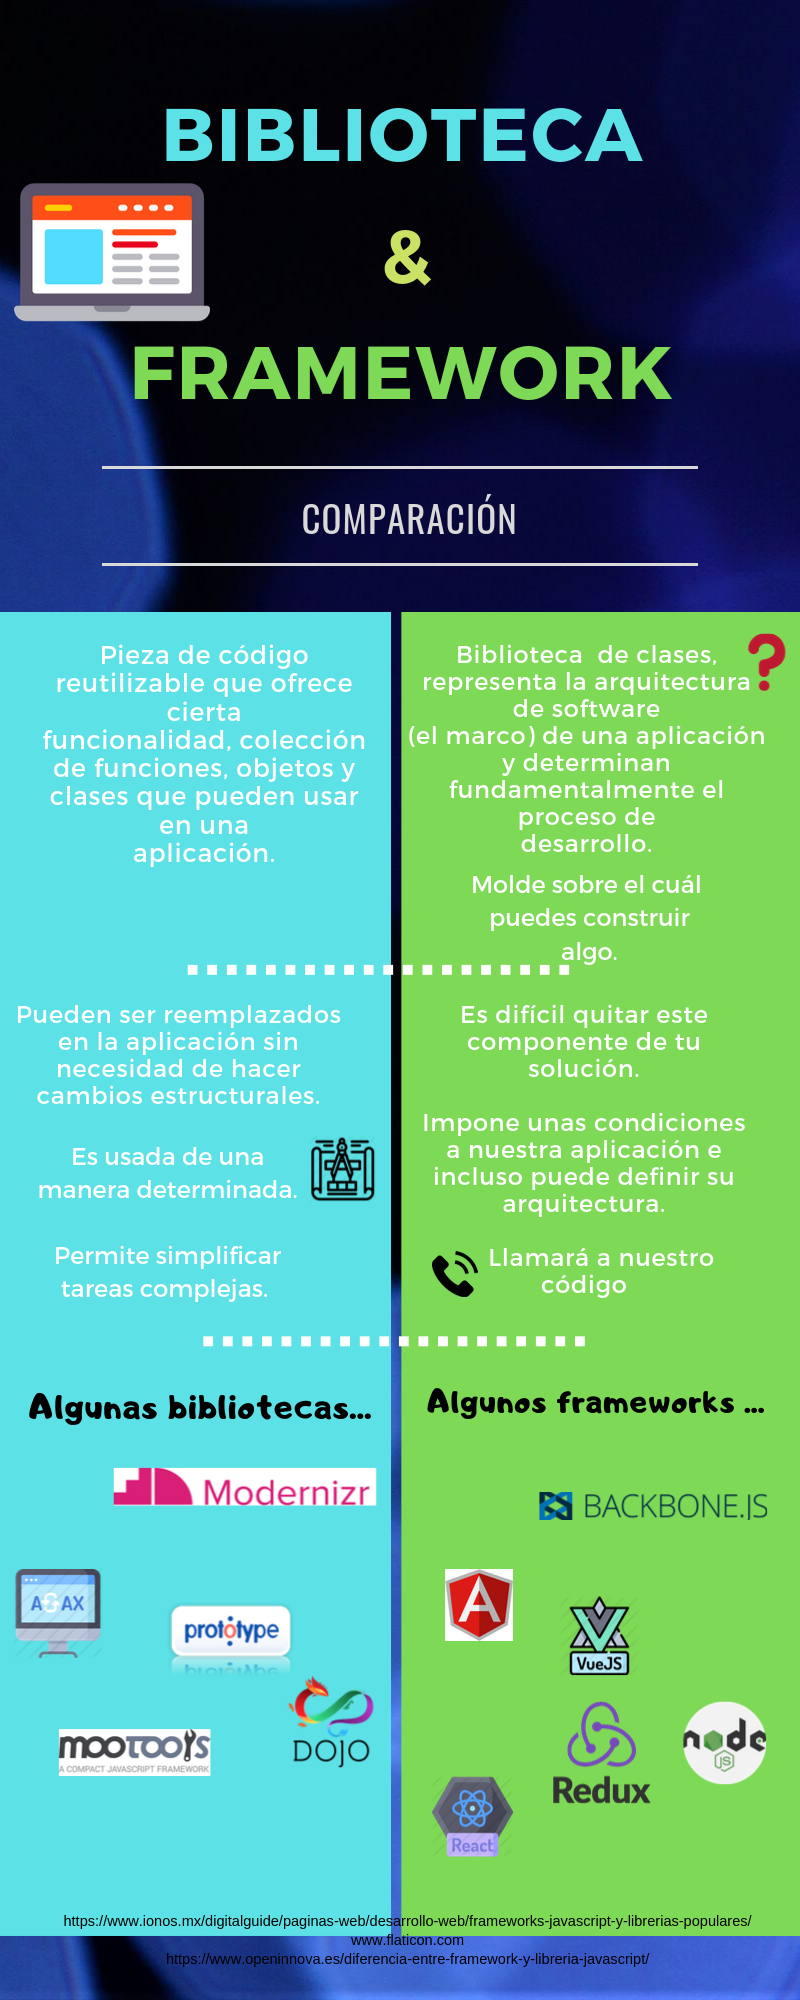 BIBLIOTECA
&
FRAMEWORK
COMPARACIÓN
Pieza de código
reutilizable que ofrece
cierta
funcionalidad, colección
de funciones, objetos y
clases que pueden usar
en una
aplicación.
Biblioteca de clases,
representa la arquitectura
de software
(el marco) de una aplicación
y determinan
fundamentalmente el
proceso de
desarrollo.
Molde sobre el cuál
puedes construir
algo.
Pueden ser reemplazados
en la aplicación sin
necesidad de hacer
cambios estructurales.
Es usada de una
manera determinada.
Permite simplificar
tareas complejas.
Es difícil quitar este
componente de tu
solución.
Impone unas condiciones
a nuestra aplicación e
incluso puede definir su
arquitectura.
Llamará a nuestro
código
Algunas bibliotecas...
Modernizr
AJAX
prototype
DOJO
mootools
A COMPACT JAVASCRIPT FRAMEWORK
Algunos frameworks ...
BACKBONE.JS
A
VueJS
Redux
node
JS
React
https://www.ionos.mx/digitalguide/paginas-web/desarrollo-web/frameworks-javascript-y-librerias-populares/
www.flaticon.com
https://www.openinnova.es/diferencia-entre-framework-y-libreria-javascript/